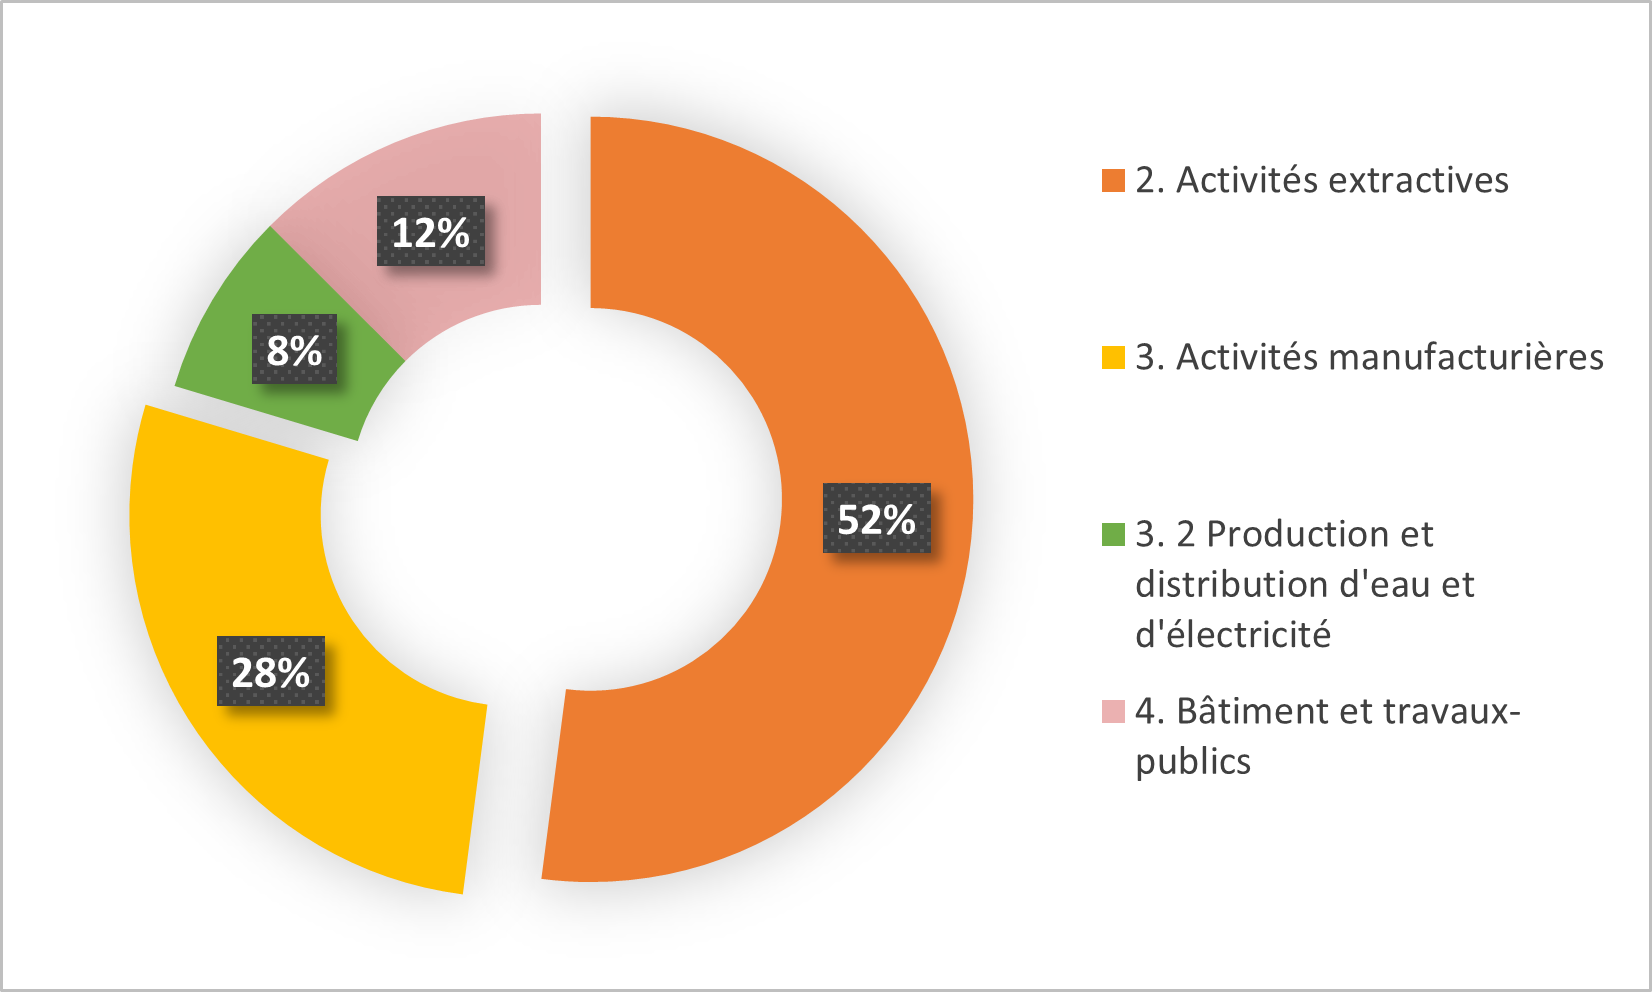 12%
8%
52%
28%
2. Activités extractives
3. Activités manufacturières
3. 2 Production et
distribution d'eau et
d'électricité
4. Bâtiment et travaux-
publics